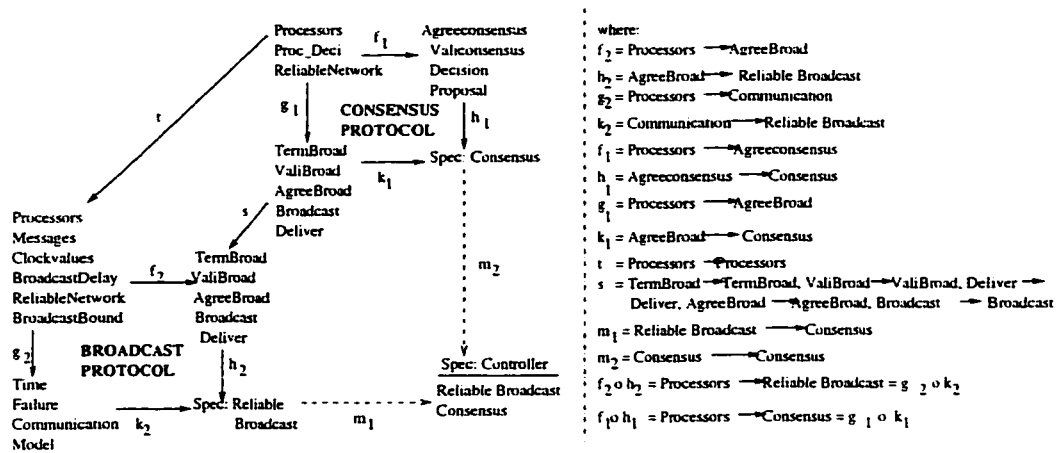 Processors
Proc_Deci
ReliableNetwork
f1
Agreeconsensus
Valiconsensus
Decision
Proposal
t
g1
CONSENSUS
PROTOCOL
h1
TermBroad
ValiBroad
AgreeBroad
Broadcast
Deliver
k1
Spec: Consensus
s
m2
Processors
Messages
Clockvalues
BroadcastDelay
ReliableNetwork
BroadcastBound
f2
TermBroad
ValiBroad
AgreeBroad
Broadcast
Deliver
g2
BROADCAST
PROTOCOL
h2
Time
Failure
Communication
Model
k2
Spec: Reliable
Broadcast
m1
Spec: Controller
Reliable Broadcast
Consensus
where:
f2 = Processors → AgreeBroad
h2 = AgreeBroad → Reliable Broadcast
g2 = Processors → Communication
k2 = Communication → Reliable Broadcast
f1 = Processors → Agreeconsensus
h1 = Agreeconsensus → Consensus
g1 = Processors → AgreeBroad
k1 = AgreeBroad → Consensus
t = Processors → Processors
s = TermBroad → TermBroad, ValiBroad → ValiBroad, Deliver →
Deliver, AgreeBroad → AgreeBroad, Broadcast → Broadcast
m1 = Reliable Broadcast → Consensus
m2 = Consensus → Consensus
f2 o h2 = Processors → Reliable Broadcast = g2 o k2
f1 o h1 = Processors → Consensus = g1 o k1